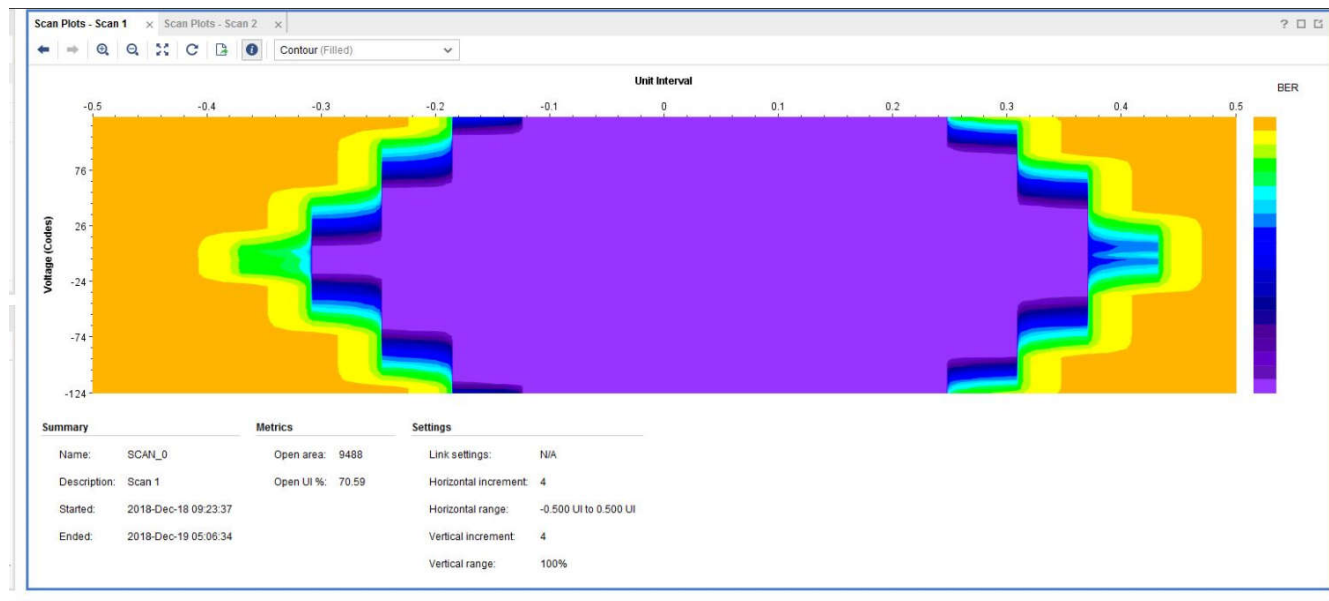 Scan Plots - Scan 1 × Scan Plots - Scan 2 ×
Contour (Filled)
Unit Interval
BER
-0.5 -0.4 -0.3 -0.2 -0.1 0 0.1 0.2 0.3 0.4 0.5
Voltage (Codes)
76
26
-24
-74
-124
Summary Metrics Settings
Name: SCAN_0 Open area: 9488 Link settings: N/A
Description: Scan 1 Open UI %: 70.59 Horizontal increment: 4
Started: 2018-Dec-18 09:23:37 Horizontal range: -0.500 UI to 0.500 UI
Ended: 2018-Dec-19 05:06:34 Vertical increment: 4
Vertical range: 100%